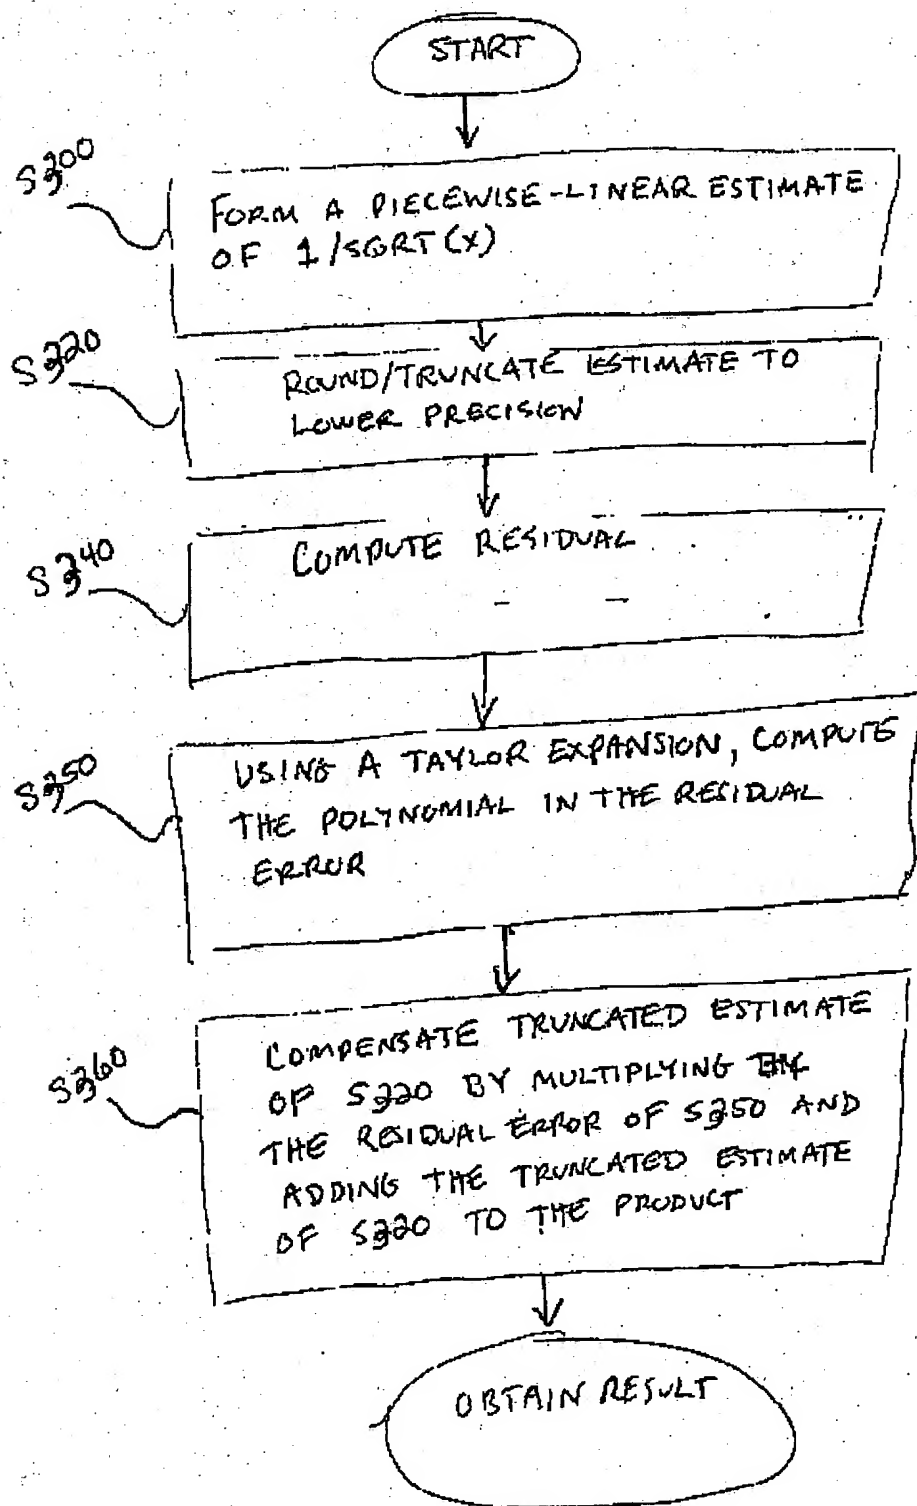 START
S300
FORM A PIECEWISE-LINEAR ESTIMATE
OF 1/SQRT(X)
S320
ROUND/TRUNCATE ESTIMATE TO
LOWER PRECISION
S340
COMPUTE RESIDUAL
S350
USING A TAYLOR EXPANSION, COMPUTE
THE POLYNOMIAL IN THE RESIDUAL
ERROR
S360
COMPENSATE TRUNCATED ESTIMATE
OF S320 BY MULTIPLYING
THE RESIDUAL ERROR OF S350 AND
ADDING THE TRUNCATED ESTIMATE
OF S320 TO THE PRODUCT
OBTAIN RESULT